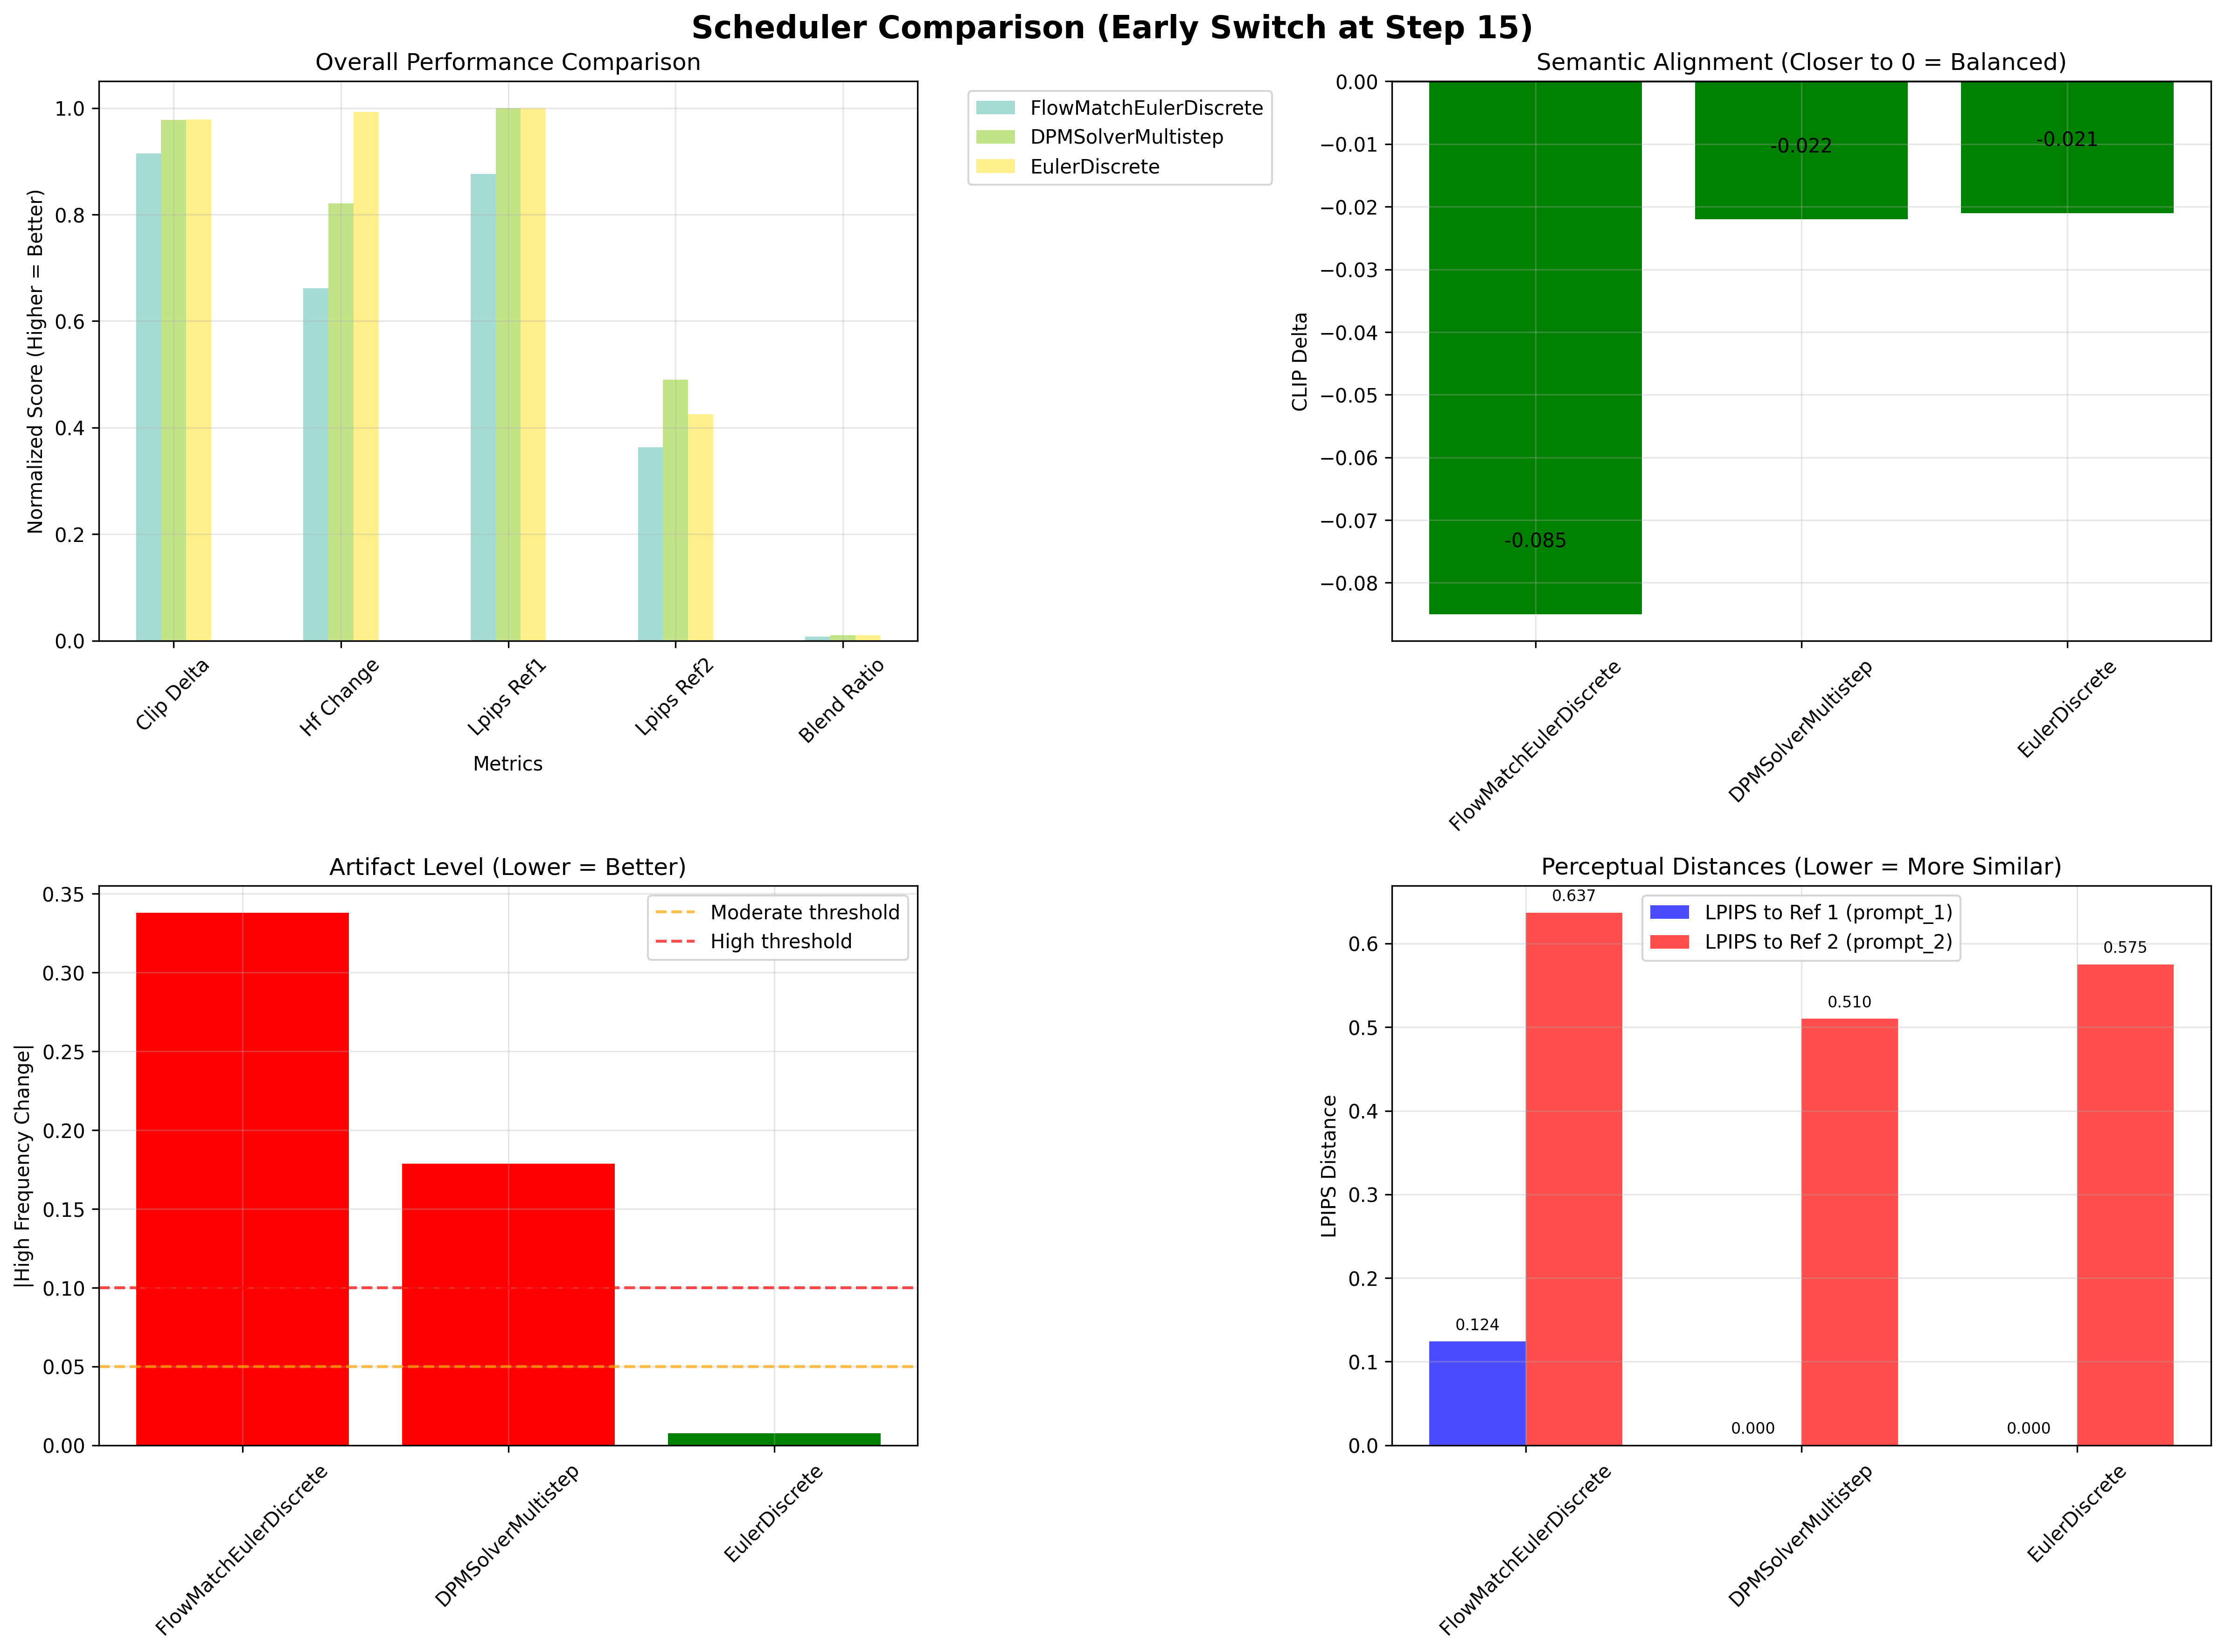 Scheduler Comparison (Early Switch at Step 15)
Overall Performance Comparison
Normalized Score (Higher = Better)
1.0
0.8
0.6
0.4
0.2
0.0
Clip Delta
Hf Change
Lpips Ref1
Lpips Ref2
Blend Ratio
Metrics
FlowMatchEulerDiscrete
DPMSolverMultistep
EulerDiscrete
Semantic Alignment (Closer to 0 = Balanced)
CLIP Delta
0.00
−0.01
−0.02
−0.03
−0.04
−0.05
−0.06
−0.07
−0.08
-0.085
-0.022
-0.021
FlowMatchEulerDiscrete
DPMSolverMultistep
EulerDiscrete
Artifact Level (Lower = Better)
|High Frequency Change|
0.35
0.30
0.25
0.20
0.15
0.10
0.05
0.00
Moderate threshold
High threshold
FlowMatchEulerDiscrete
DPMSolverMultistep
EulerDiscrete
Perceptual Distances (Lower = More Similar)
LPIPS Distance
0.6
0.5
0.4
0.3
0.2
0.1
0.0
LPIPS to Ref 1 (prompt_1)
LPIPS to Ref 2 (prompt_2)
0.124
0.637
0.000
0.510
0.000
0.575
FlowMatchEulerDiscrete
DPMSolverMultistep
EulerDiscrete